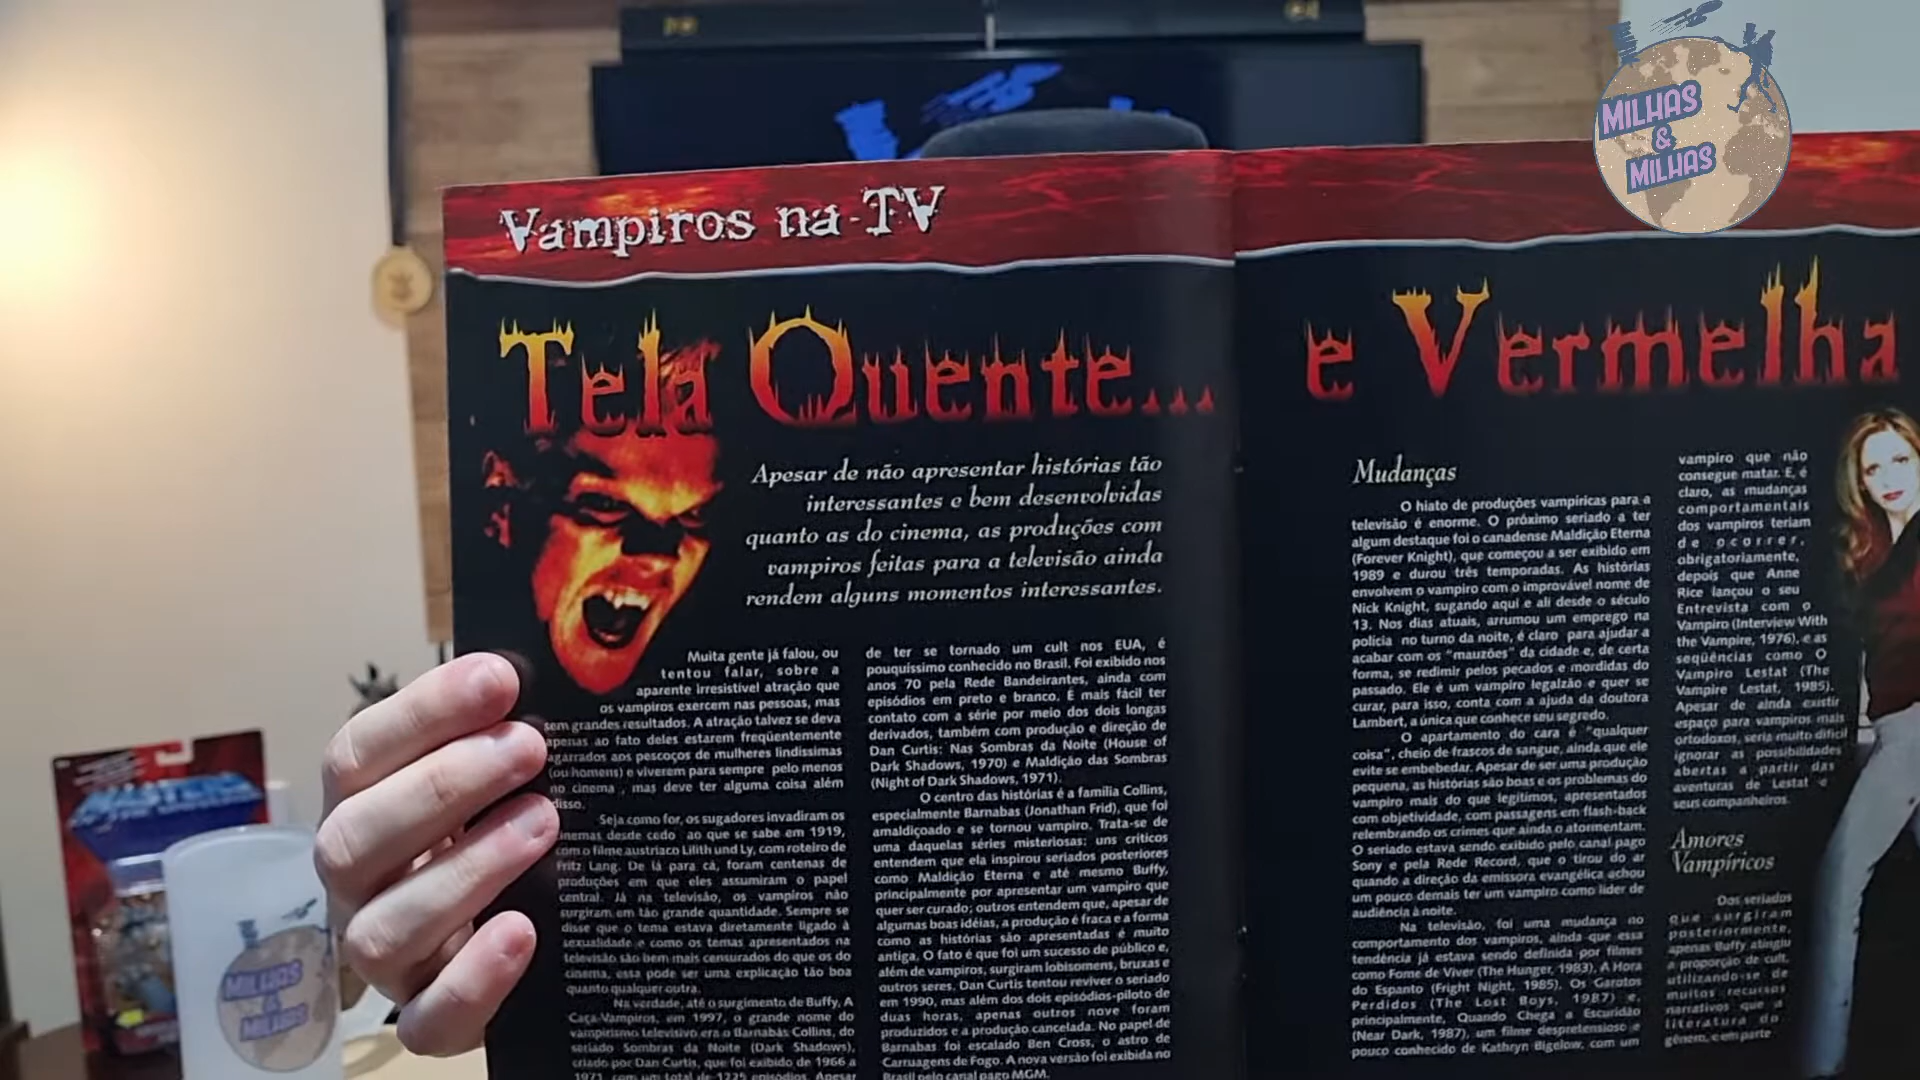 MILHAS
&
MILHAS
Vampiros na TV
Tela Quente...
e Vermelha
Apesar de não apresentar histórias tão
interessantes e bem desenvolvidas
quanto as do cinema, as produções com
vampiros feitas para a televisão ainda
rendem alguns momentos interessantes.
Muita gente já falou, ou
tentou falar, sobre a
aparente irresistível atração que
os vampiros exercem nas pessoas, mas
sem grandes resultados. A atração talvez se deva
apenas ao fato deles estarem freqüentemente
agarrados aos pescoços de mulheres lindíssimas
(ou homens) e viverem para sempre pelo menos
no cinema , mas deve ter alguma coisa além
disso.
Seja como for, os sugadores invadiram os
cinemas desde cedo ao que se sabe em 1919,
com o filme austríaco Lilith und Ly, com roteiro de
Fritz Lang. De lá para cá, foram centenas de
produções em que eles assumiram o papel
central. Já na televisão, os vampiros não
surgiram em tão grande quantidade. Sempre se
disse que o tema estava diretamente ligado à
sexualidade e como os temas apresentados na
televisão são bem mais censurados do que os do
cinema, essa pode ser uma explicação tão boa
quanto qualquer outra.
Na verdade, até o surgimento de Buffy, A
Caça-Vampiros, em 1997, o grande nome do
vampirismo televisivo era o Barnabás Collins, do
seriado Sombras da Noite (Dark Shadows),
criado por Dan Curtis, que foi exibido de 1966 a
1971, com um total de 1225 episódios. Apesar
de ter se tornado um cult nos EUA, é
pouquíssimo conhecido no Brasil. Foi exibido nos
anos 70 pela Rede Bandeirantes, ainda com
episódios em preto e branco. É mais fácil ter
contato com a série por meio dos dois longas
derivados, também com produção e direção de
Dan Curtis: Nas Sombras da Noite (House of
Dark Shadows, 1970) e Maldição das Sombras
(Night of Dark Shadows, 1971).
O centro das histórias é a família Collins,
especialmente Barnabas (Jonathan Frid), que foi
amaldiçoado e se tornou vampiro. Trata-se de
uma daquelas séries misteriosas: uns críticos
entendem que ela inspirou seriados posteriores
como Maldição Eterna e até mesmo Buffy,
principalmente por apresentar um vampiro que
quer ser curado; outros entendem que, apesar de
algumas boas idéias, a produção é fraca e a forma
como as histórias são apresentadas é muito
antiga. O fato é que foi um sucesso de público e,
além de vampiros, surgiram lobisomens, bruxas e
outros seres. Dan Curtis tentou reviver o seriado
em 1990, mas além dos dois episódios-piloto de
duas horas, apenas outros nove foram
produzidos e a produção cancelada. No papel de
Barnabas foi escalado Ben Cross, o astro de
Carruagens de Fogo. A nova versão foi exibida no
Brasil pelo canal pago MGM.
Mudanças
O hiato de produções vampíricas para a
televisão é enorme. O próximo seriado a ter
algum destaque foi o canadense Maldição Eterna
(Forever Knight), que começou a ser exibido em
1989 e durou três temporadas. As histórias
envolvem o vampiro com o improvável nome de
Nick Knight, sugando aqui e ali desde o século
13. Nos dias atuais, arrumou um emprego na
polícia no turno da noite, é claro para ajudar a
acabar com os "mauzões" da cidade e, de certa
forma, se redimir pelos pecados e mordidas do
passado. Ele é um vampiro legalzão e quer se
curar, para isso, conta com a ajuda da doutora
Lambert, a única que conhece seu segredo.
O apartamento do cara é "qualquer
coisa", cheio de frascos de sangue, ainda que ele
evite se embebedar. Apesar de ser uma produção
pequena, as histórias são boas e os problemas do
vampiro mais do que legítimos, apresentados
com objetividade, com passagens em flash-back
relembrando os crimes que ainda o atormentam.
O seriado estava sendo exibido pelo canal pago
Sony e pela Rede Record, que o tirou do ar
quando a direção da emissora evangélica achou
um pouco demais ter um vampiro como líder de
audiência à noite.
Na televisão, foi uma mudança no
comportamento dos vampiros, ainda que essa
tendência já estava sendo definida por filmes
como Fome de Viver (The Hunger, 1983), A Hora
do Espanto (Fright Night, 1985), Os Garotos
Perdidos (The Lost Boys, 1987) e,
principalmente, Quando Chega a Escuridão
(Near Dark, 1987), um filme despretensioso e
pouco conhecido de Kathryn Bigelow, com um
vampiro que não
consegue matar. E, é
claro, as mudanças
comportamentais
dos vampiros teriam
de ocorrer,
obrigatoriamente,
depois que Anne
Rice lançou o seu
Entrevista com o
Vampiro (Interview With
the Vampire, 1976), e as
seqüências como O
Vampiro Lestat (The
Vampire Lestat, 1985).
Apesar de ainda existir
espaço para vampiros mais
ortodoxos, seria muito difícil
ignorar as possibilidades
abertas a partir das
aventuras de Lestat e
seus companheiros.
Amores
Vampíricos
Dos seriados
que surgiram
posteriormente,
apenas Buffy atingiu
a proporção de cult,
utilizando-se de
muitos recursos
narrativos que a
literatura do
gênero, e em parte
MILHAS
&
MILHAS